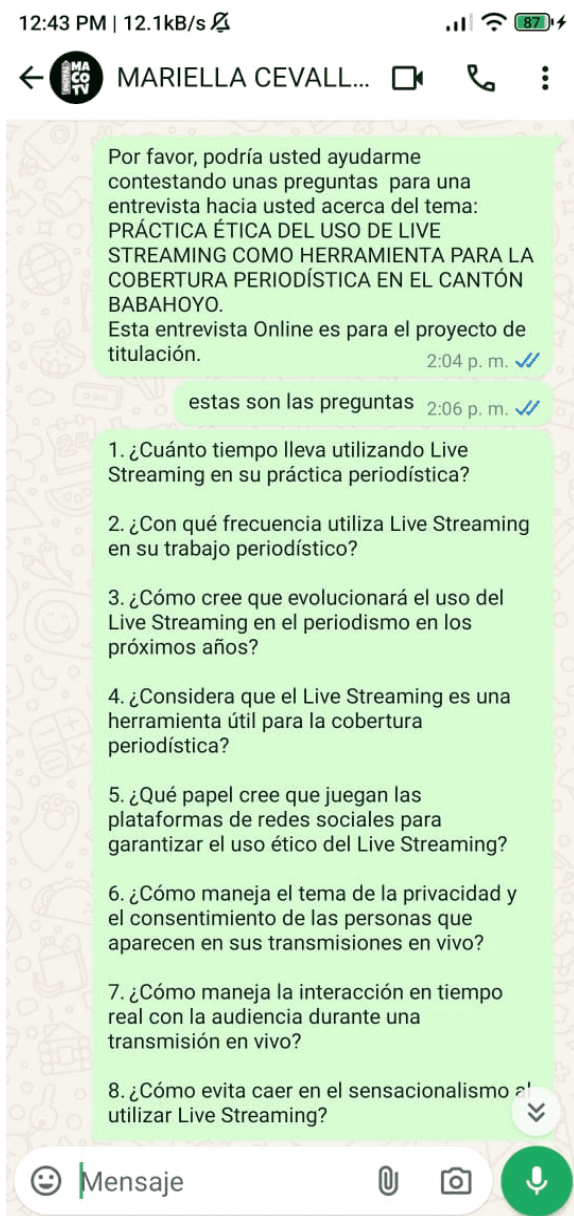 12:43 PM | 12.1kB/s
87
MA
CO
TV
DIGITAL
MARIELLA CEVALL...
Por favor, podría usted ayudarme
contestando unas preguntas para una
entrevista hacia usted acerca del tema:
PRÁCTICA ÉTICA DEL USO DE LIVE
STREAMING COMO HERRAMIENTA PARA LA
COBERTURA PERIODÍSTICA EN EL CANTÓN
BABAHOYO.
Esta entrevista Online es para el proyecto de
titulación.
2:04 p. m.
estas son las preguntas 2:06 p. m.
1. ¿Cuánto tiempo lleva utilizando Live
Streaming en su práctica periodística?
2. ¿Con qué frecuencia utiliza Live Streaming
en su trabajo periodístico?
3. ¿Cómo cree que evolucionará el uso del
Live Streaming en el periodismo en los
próximos años?
4. ¿Considera que el Live Streaming es una
herramienta útil para la cobertura
periodística?
5. ¿Qué papel cree que juegan las
plataformas de redes sociales para
garantizar el uso ético del Live Streaming?
6. ¿Cómo maneja el tema de la privacidad y
el consentimiento de las personas que
aparecen en sus transmisiones en vivo?
7. ¿Cómo maneja la interacción en tiempo
real con la audiencia durante una
transmisión en vivo?
8. ¿Cómo evita caer en el sensacionalismo al
utilizar Live Streaming?
Mensaje